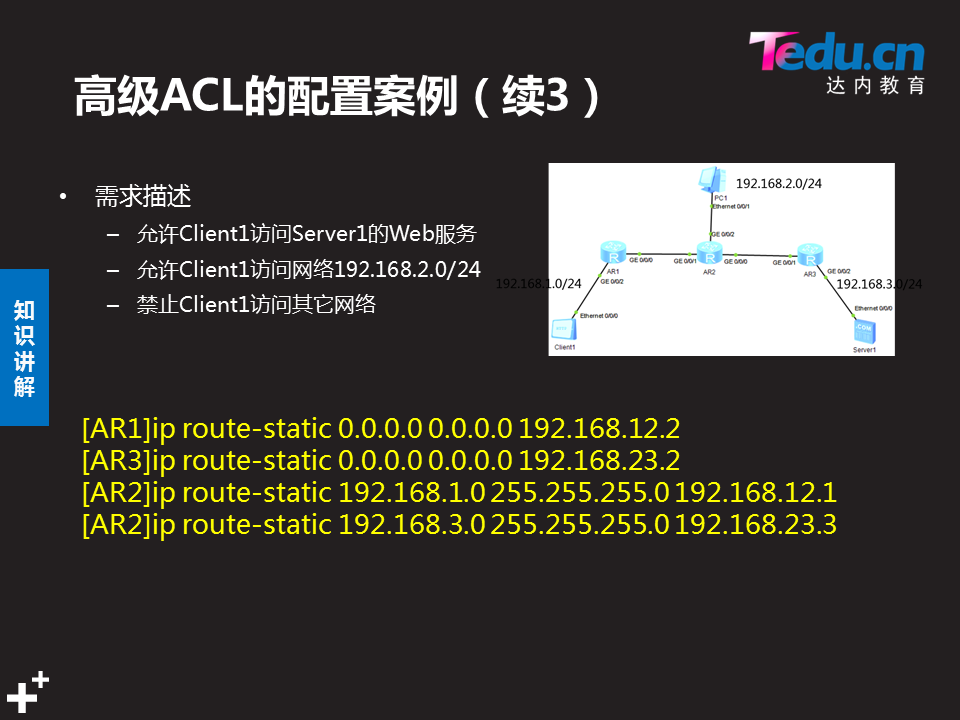 Tedu.cn
达内教育
高级ACL的配置案例（续3）
• 需求描述
– 允许Client1访问Server1的Web服务
– 允许Client1访问网络192.168.2.0/24
– 禁止Client1访问其它网络
知识讲解
192.168.2.0/24
PC1
Ethernet 0/0/1
GE 0/0/2
AR1
GE 0/0/0
GE 0/0/1
AR2
GE 0/0/0
GE 0/0/1
AR3
GE 0/0/2
GE 0/0/2
192.168.1.0/24
192.168.3.0/24
Ethernet 0/0/0
Ethernet 0/0/0
Client1
.COM
Server1
[AR1]ip route-static 0.0.0.0 0.0.0.0 192.168.12.2
[AR3]ip route-static 0.0.0.0 0.0.0.0 192.168.23.2
[AR2]ip route-static 192.168.1.0 255.255.255.0 192.168.12.1
[AR2]ip route-static 192.168.3.0 255.255.255.0 192.168.23.3